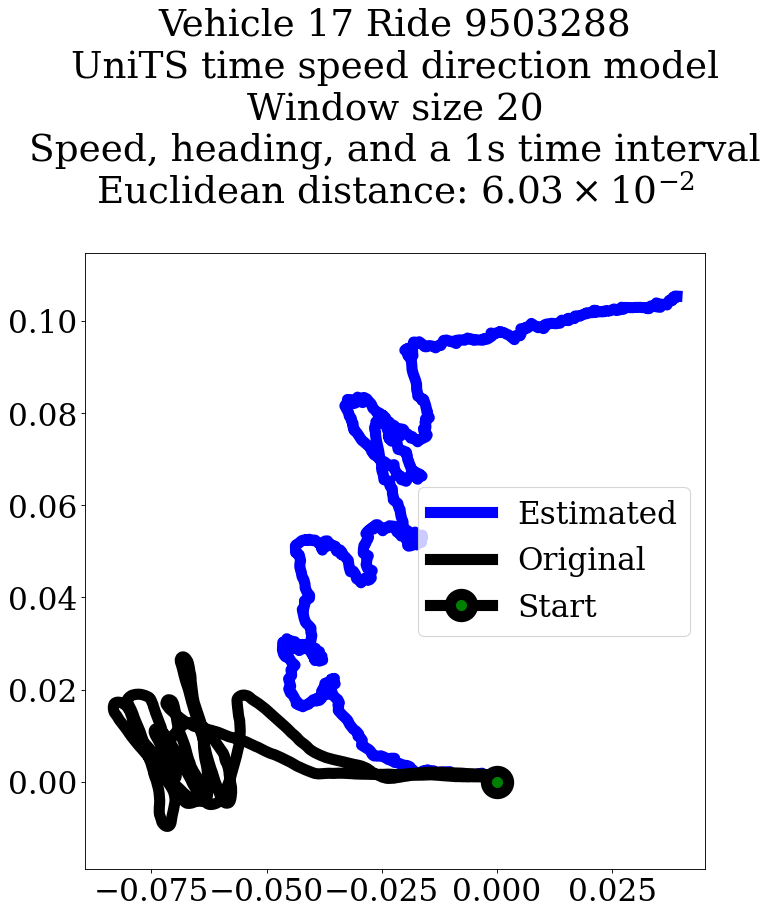 Vehicle 17 Ride 9503288
UniTS time speed direction model
Window size 20
Speed, heading, and a 1s time interval
Euclidean distance: 6.03 × 10⁻²
0.10
0.08
0.06
0.04
0.02
0.00
Estimated
Original
Start
−0.075 −0.050 −0.025 0.000 0.025